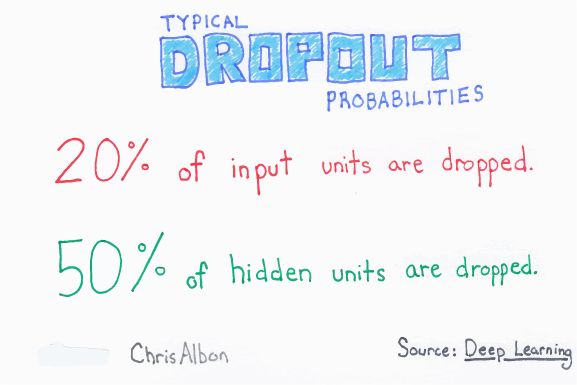 TYPICAL
DROPOUT
PROBABILITIES
20% of input units are dropped.
50% of hidden units are dropped.
Chris Albon
Source: Deep Learning